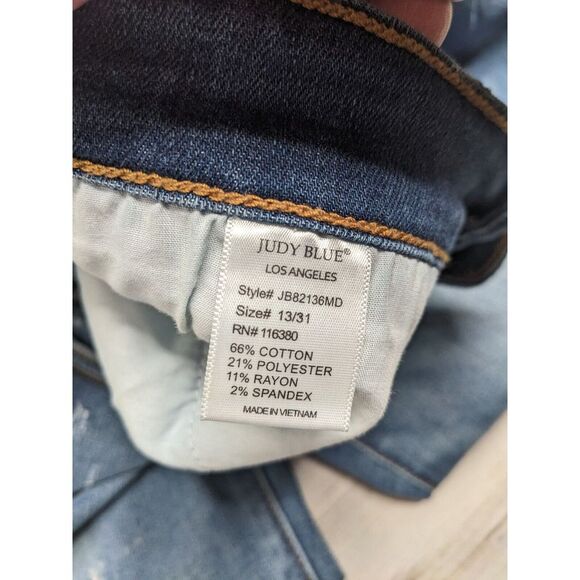 JUDY BLUE®
LOS ANGELES
Style# JB82136MD
Size# 13/31
RN# 116380
66% COTTON
21% POLYESTER
11% RAYON
2% SPANDEX
MADE IN VIETNAM